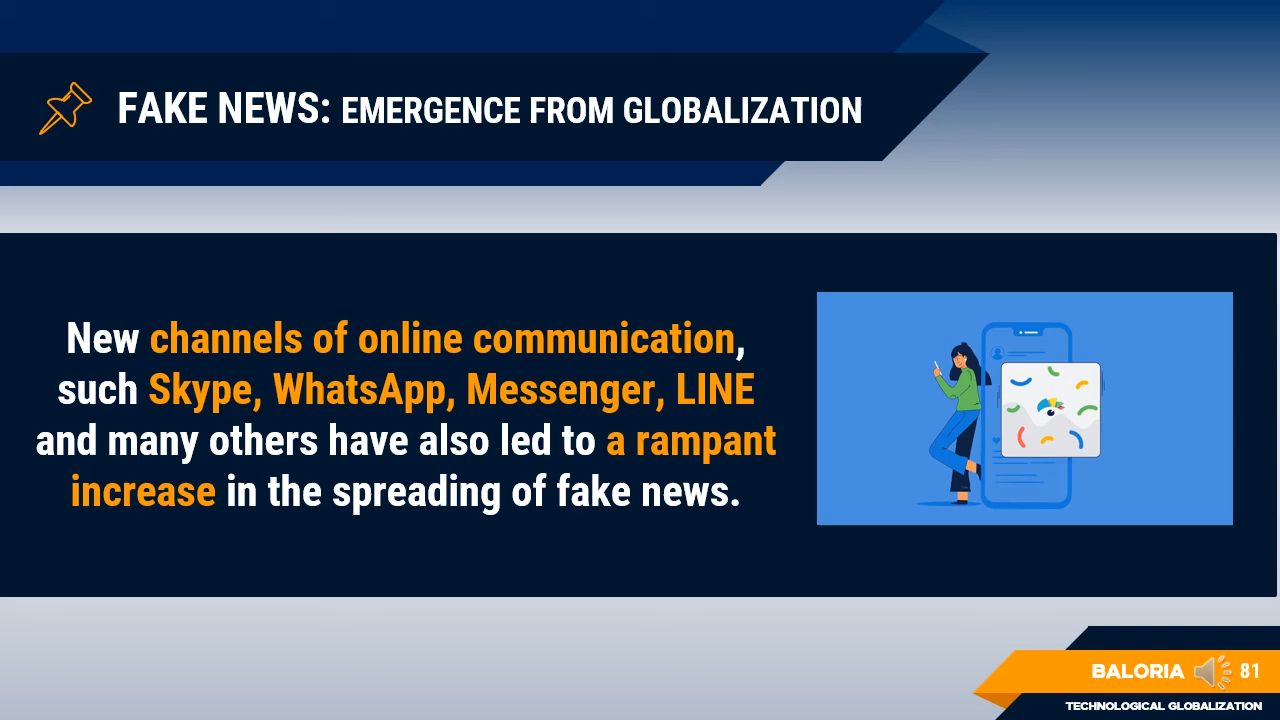 FAKE NEWS: EMERGENCE FROM GLOBALIZATION
New channels of online communication,
such Skype, WhatsApp, Messenger, LINE
and many others have also led to a rampant
increase in the spreading of fake news.
BALORIA 81
TECHNOLOGICAL GLOBALIZATION